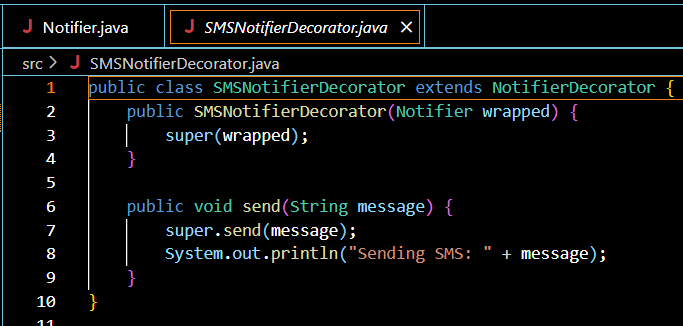 J Notifier.java J SMSNotifierDecorator.java ×
src > J SMSNotifierDecorator.java
1 public class SMSNotifierDecorator extends NotifierDecorator {
2     public SMSNotifierDecorator(Notifier wrapped) {
3         super(wrapped);
4     }
5
6     public void send(String message) {
7         super.send(message);
8         System.out.println("Sending SMS: " + message);
9     }
10 }
11